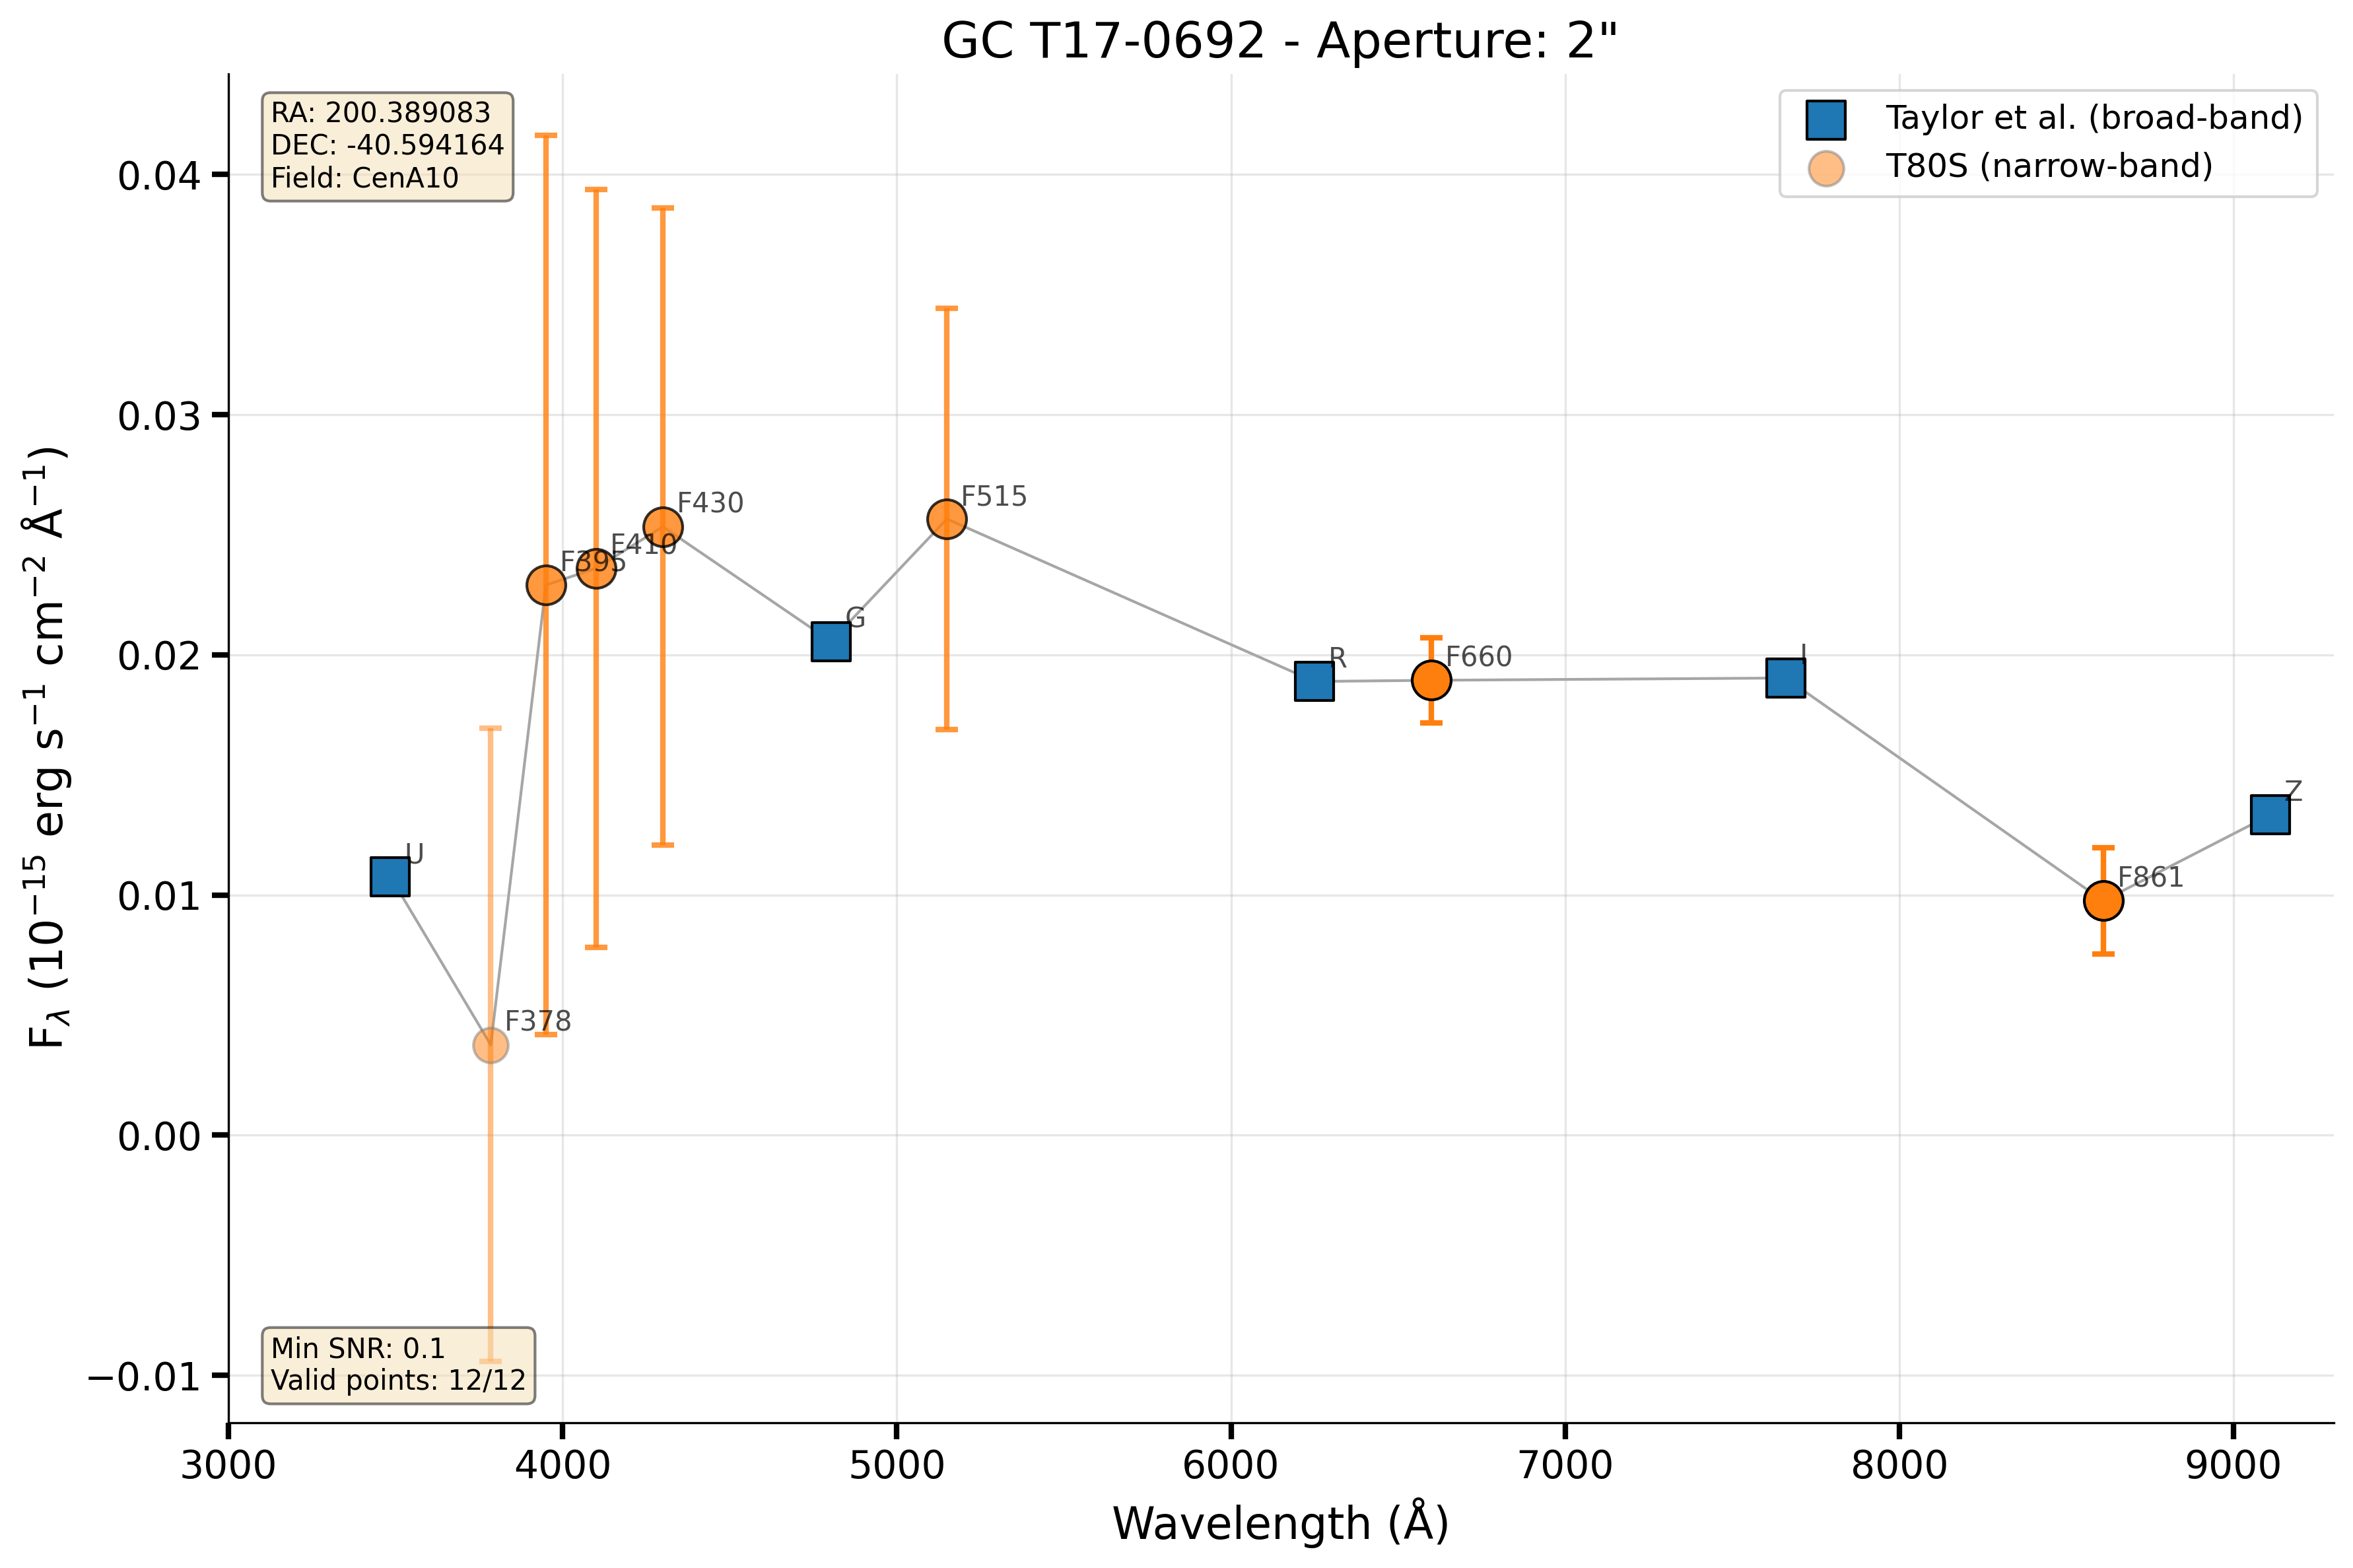 GC T17-0692 - Aperture: 2"
RA: 200.389083
DEC: -40.594164
Field: CenA10
Taylor et al. (broad-band)
T80S (narrow-band)
F_λ (10⁻¹⁵ erg s⁻¹ cm⁻² Å⁻¹)
0.04
0.03
0.02
0.01
0.00
−0.01
U
F378
F395
F410
F430
G
F515
R
F660
I
F861
Z
Min SNR: 0.1
Valid points: 12/12
3000 4000 5000 6000 7000 8000 9000
Wavelength (Å)